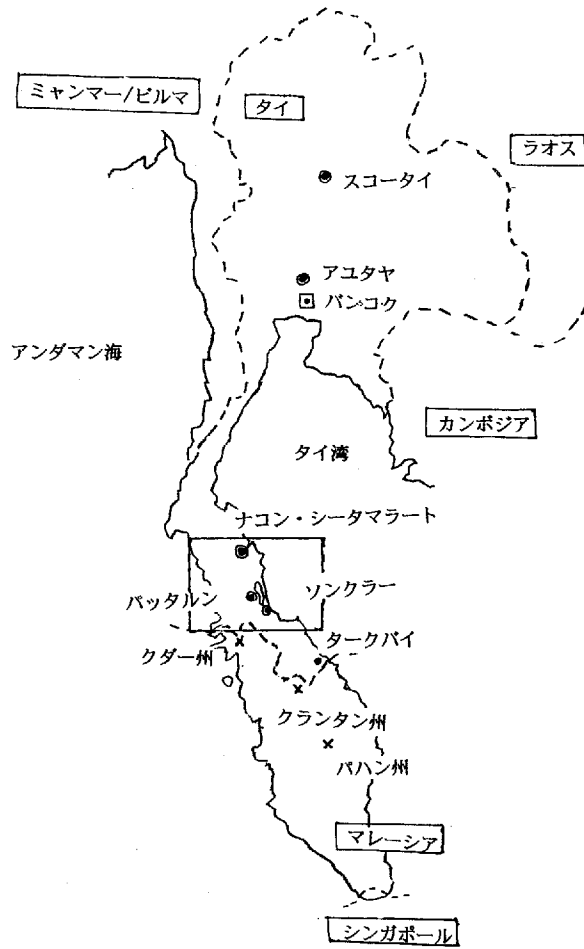 ミャンマー/ビルマ
タイ
ラオス
スコータイ
アユタヤ
バンコク
アンダマン海
カンボジア
タイ湾
ナコン・シータマラート
パッタルン
ソンクラー
タークバイ
クダー州
クランタン州
パハン州
マレーシア
シンガポール